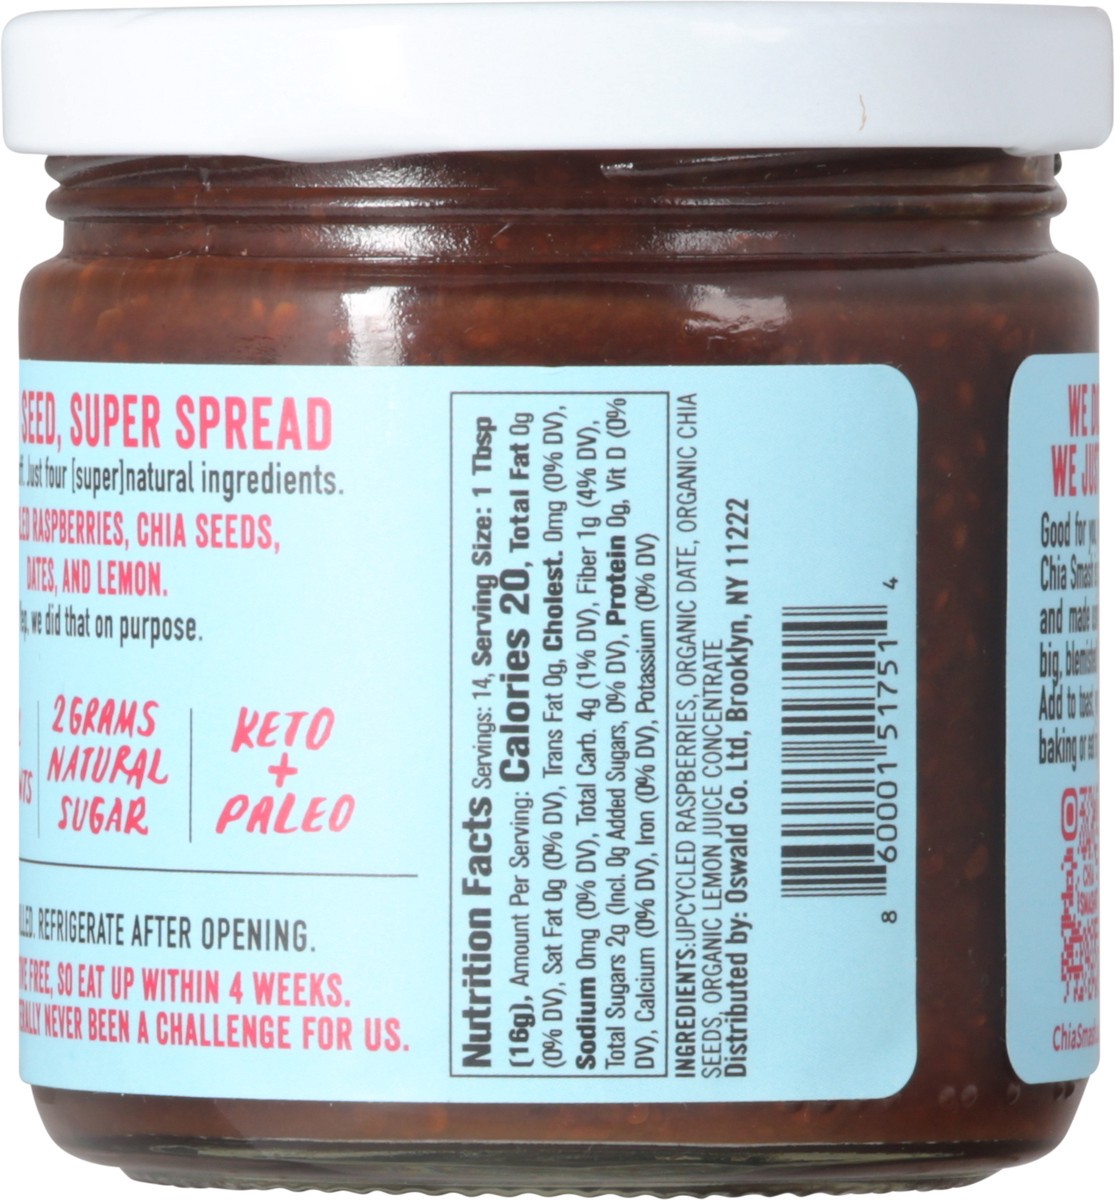 SEED, SUPER SPREAD
Just four [super]natural ingredients.
RASPBERRIES, CHIA SEEDS,
DATES, AND LEMON.
we did that on purpose.
2 GRAMS
NATURAL
SUGAR
KETO
+
PALEO
REFRIGERATE AFTER OPENING.
FREE, SO EAT UP WITHIN 4 WEEKS.
NEVER BEEN A CHALLENGE FOR US.
Nutrition Facts Servings: 14, Serving Size: 1 Tbsp
(16g), Amount Per Serving: Calories 20, Total Fat 0g
(0% DV), Sat Fat 0g (0% DV), Trans Fat 0g, Cholest. 0mg (0% DV),
Sodium 0mg (0% DV), Total Carb. 4g (1% DV), Fiber 1g (4% DV),
Total Sugars 2g (Incl. 0g Added Sugars, 0% DV), Protein 0g, Vit D (0%
DV), Calcium (0% DV), Iron (0% DV), Potassium (0% DV)
INGREDIENTS:UPCYCLED RASPBERRIES, ORGANIC DATE, ORGANIC CHIA
SEEDS, ORGANIC LEMON JUICE CONCENTRATE
Distributed by: Oswald Co. Ltd, Brooklyn, NY 11222
8 60001 51751 4
WE
WE
Good for
Chia
and made
big,
Add to toast,
baking or